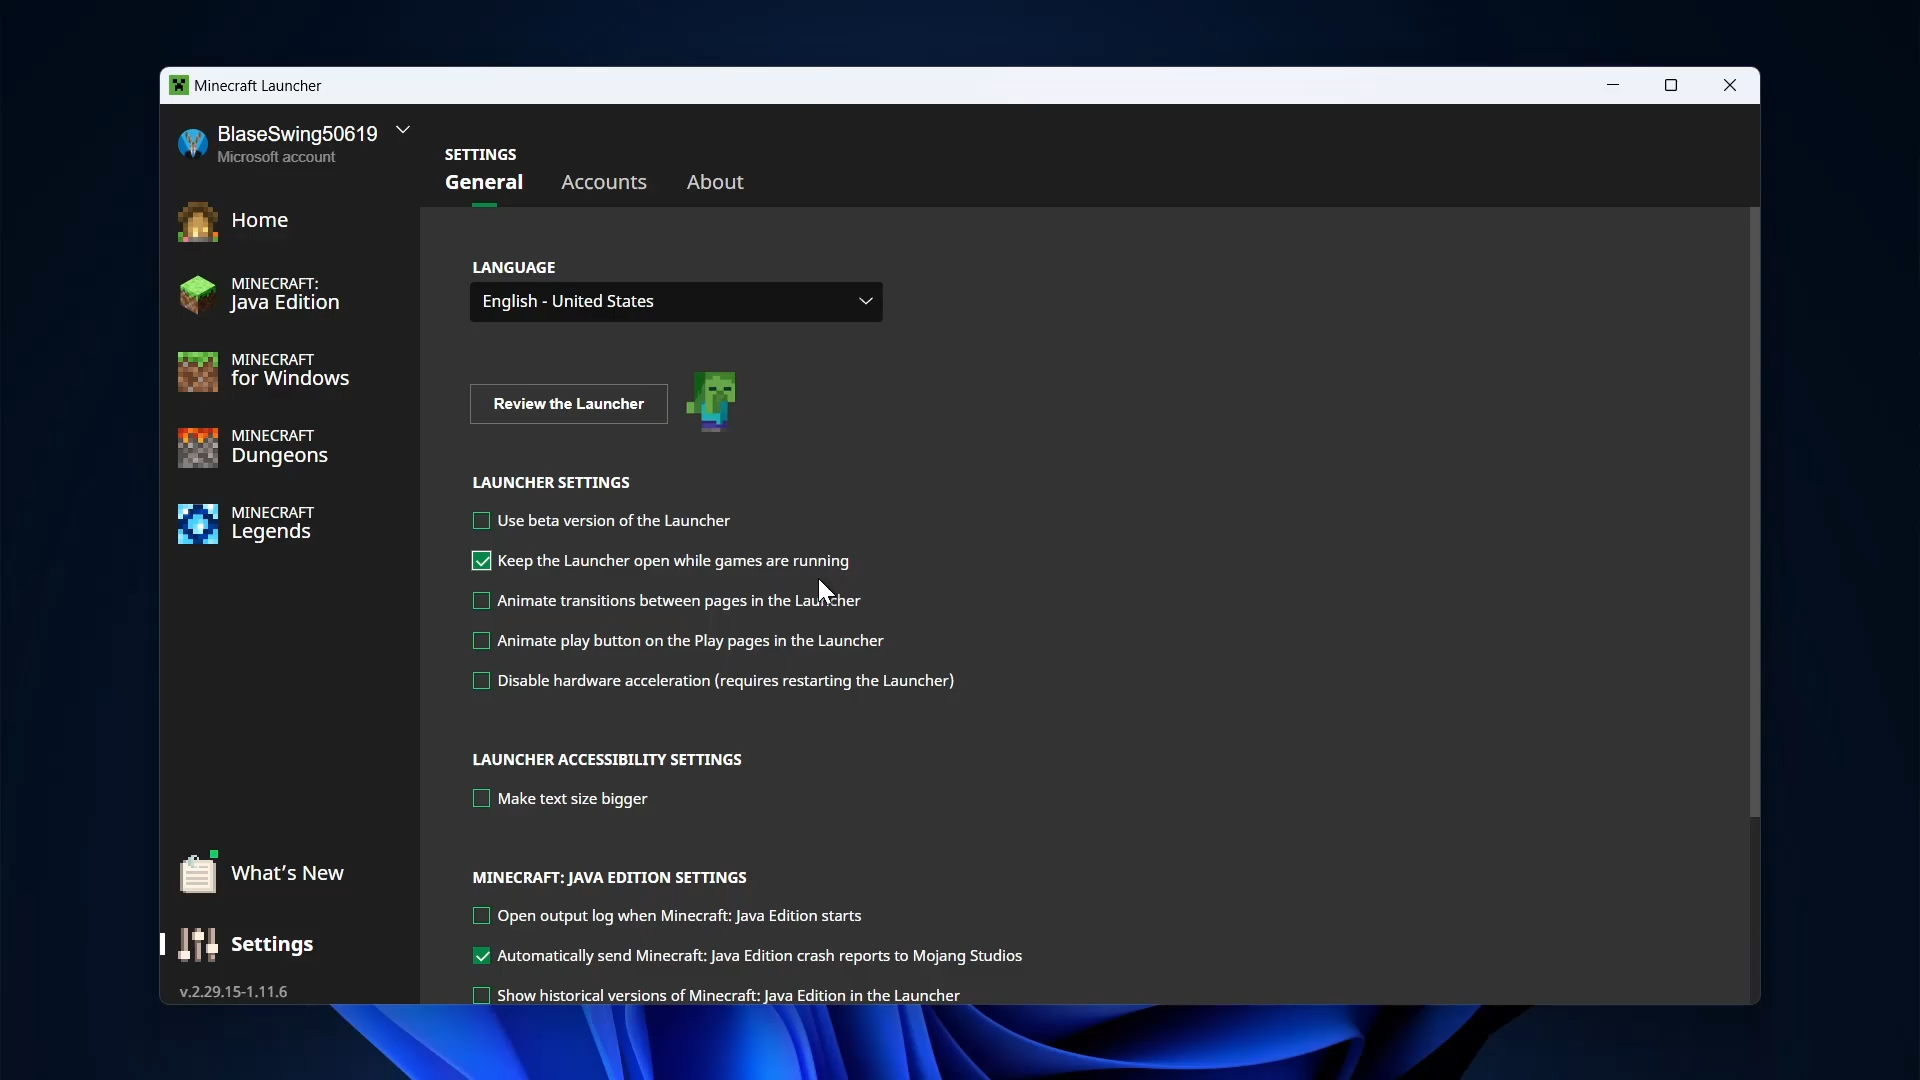 Minecraft Launcher
BlaseSwing50619
Microsoft account
Home
MINECRAFT:
Java Edition
MINECRAFT
for Windows
MINECRAFT
Dungeons
MINECRAFT
Legends
What's New
Settings
v.2.29.15-1.11.6
SETTINGS
General Accounts About
LANGUAGE
English - United States
Review the Launcher
LAUNCHER SETTINGS
Use beta version of the Launcher
Keep the Launcher open while games are running
Animate transitions between pages in the Launcher
Animate play button on the Play pages in the Launcher
Disable hardware acceleration (requires restarting the Launcher)
LAUNCHER ACCESSIBILITY SETTINGS
Make text size bigger
MINECRAFT: JAVA EDITION SETTINGS
Open output log when Minecraft: Java Edition starts
Automatically send Minecraft: Java Edition crash reports to Mojang Studios
Show historical versions of Minecraft: Java Edition in the Launcher